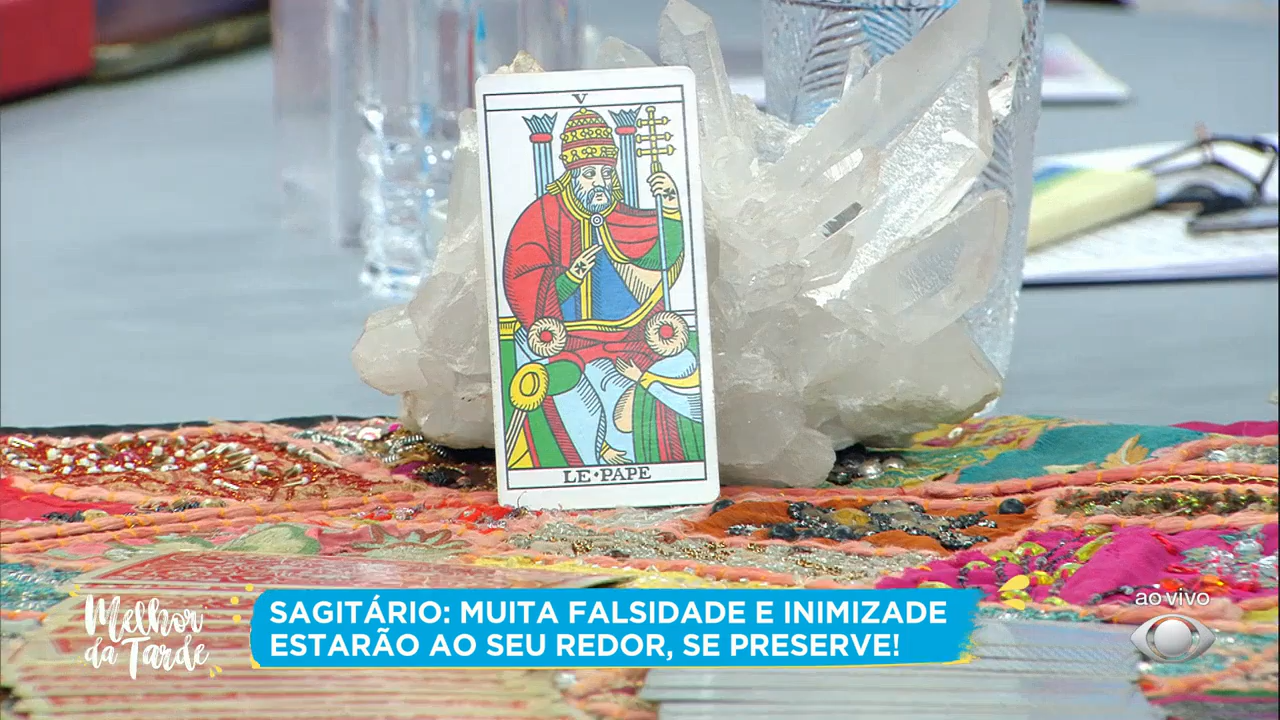 V
LE•PAPE
Melhor
da Tarde
SAGITÁRIO: MUITA FALSIDADE E INIMIZADE
ESTARÃO AO SEU REDOR, SE PRESERVE!
ao vivo